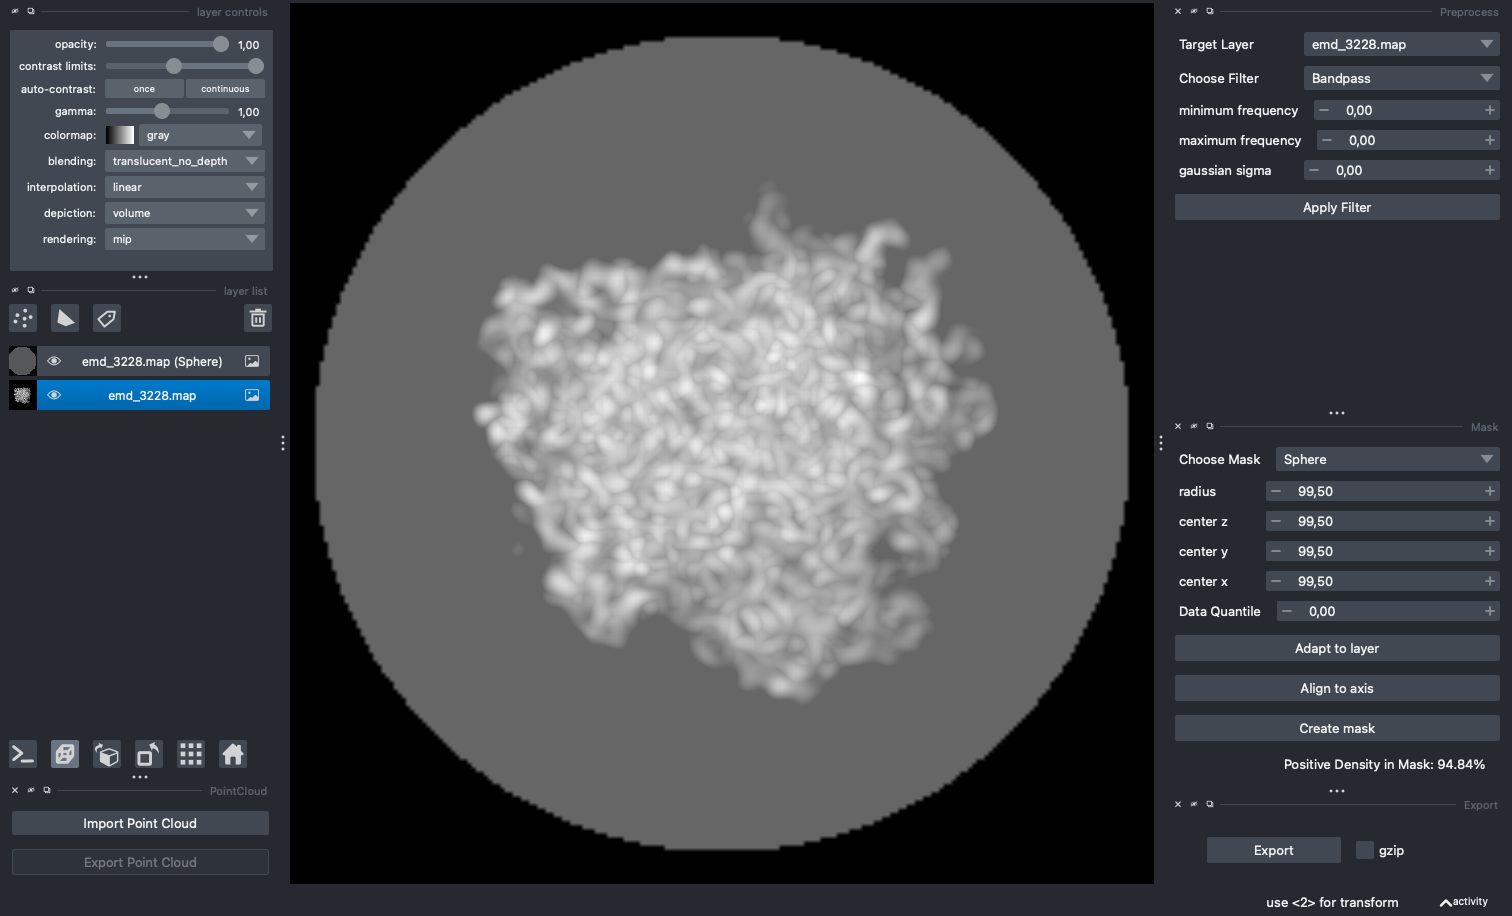 layer controls
opacity: 1,00
contrast limits:
auto-contrast: once continuous
gamma: 1,00
colormap: gray
blending: translucent_no_depth
interpolation: linear
depiction: volume
rendering: mip
layer list
emd_3228.map (Sphere)
emd_3228.map
PointCloud
Import Point Cloud
Export Point Cloud
Preprocess
Target Layer emd_3228.map
Choose Filter Bandpass
minimum frequency 0,00
maximum frequency 0,00
gaussian sigma 0,00
Apply Filter
Mask
Choose Mask Sphere
radius 99,50
center z 99,50
center y 99,50
center x 99,50
Data Quantile 0,00
Adapt to layer
Align to axis
Create mask
Positive Density in Mask: 94.84%
Export
Export gzip
use <2> for transform activity